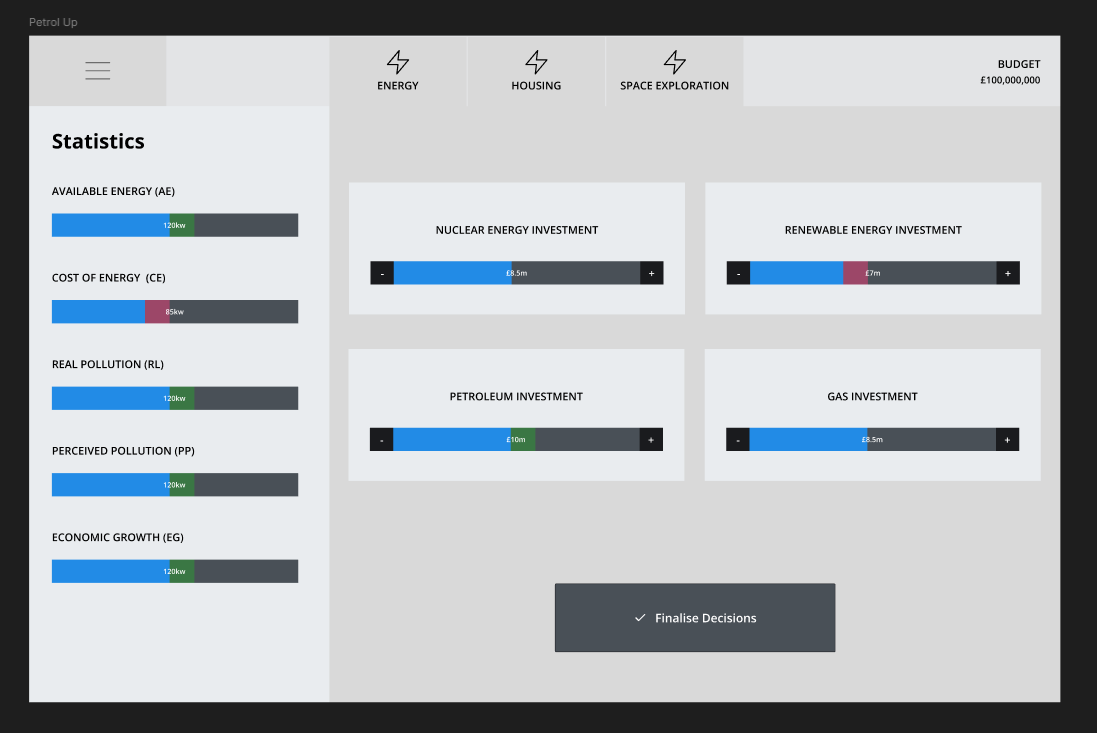 Petrol Up
ENERGY
HOUSING
SPACE EXPLORATION
BUDGET
£100,000,000
Statistics
AVAILABLE ENERGY (AE)
120kw
COST OF ENERGY (CE)
85kw
REAL POLLUTION (RL)
120kw
PERCEIVED POLLUTION (PP)
120kw
ECONOMIC GROWTH (EG)
120kw
NUCLEAR ENERGY INVESTMENT
- £8.5m +
RENEWABLE ENERGY INVESTMENT
- £7m +
PETROLEUM INVESTMENT
- £10m +
GAS INVESTMENT
- £8.5m +
Finalise Decisions